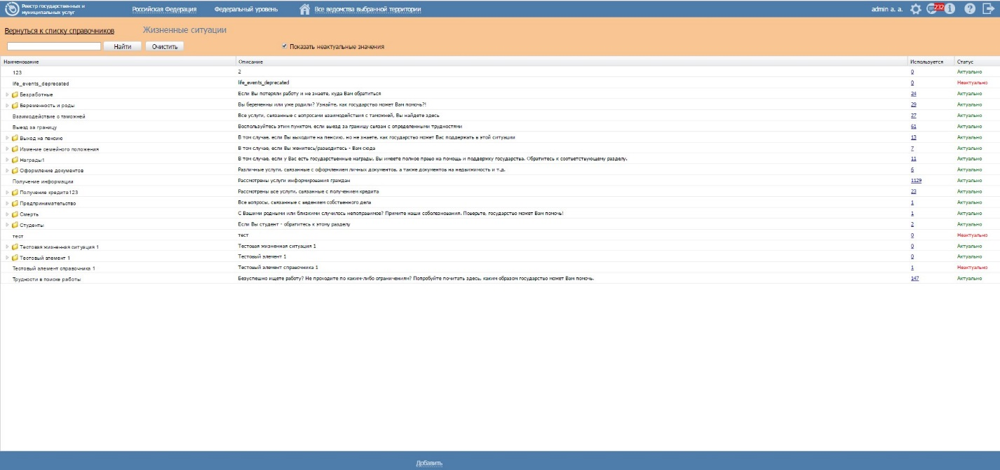 Реестр государственных и муниципальных услуг
Российская Федерация Федеральный уровень Все ведомства выбранной территории admin a. a. 232
Вернуться к списку справочников Жизненные ситуации
Найти Очистить Показать неактуальные значения
Наименование Описание Используется Статус
123 2 0 Актуально
life_events_deprecated life_events_deprecated 0 Неактуально
Безработные Если Вы потеряли работу и не знаете, куда Вам обратиться 24 Актуально
Беременность и роды Вы беременны или уже родили? Узнайте, как государство может Вам помочь?! 29 Актуально
Взаимодействие с таможней Все услуги, связанные с вопросами взаимодействия с таможней, Вы найдете здесь 27 Актуально
Выезд за границу Воспользуйтесь этим пунктом, если выезд за границу связан с определенными трудностями 61 Актуально
Выход на пенсию В том случае, если Вы выходите на пенсию, но не знаете, как государство может Вас поддержать в этой ситуации 13 Актуально
Измение семейного положения В том случае, если Вы женитесь/разводитесь - Вам сюда 7 Актуально
Награды1 В том случае, если у Вас есть государственные награды, Вы имеете полное право на помощь и поддержку государства. Обратитесь к соответствующему разделу. 11 Актуально
Оформление документов Различные услуги, связанные с оформлением личных документов, а также документов на недвижимость и т.д. 6 Актуально
Получение информации Рассмотрены услуги информирования граждан 1129 Актуально
Получение кредита123 Рассмотрены все услуги, связанные с получением кредита 23 Актуально
Предпринимательство Все вопросы, связанные с ведением собственного дела 1 Актуально
Смерть С Вашими родными или близкими случилось непоправимое? Примите наши соболезнования. Поверьте, государство может Вам помочь! 1 Актуально
Студенты Если Вы студент - обратитесь к этому разделу 2 Актуально
тест тест 0 Неактуально
Тестовая жизненная ситуация 1 Тестовая жизненная ситуация 1 0 Актуально
Тестовый элемент 1 Тестовый элемент 1 0 Актуально
Тестовый элемент справочника 1 Тестовый элемент справочника 1 1 Неактуально
Трудности в поиске работы Безуспешно ищете работу? Не проходите по каким-либо ограничениям? Попробуйте почитать здесь, каким образом государство может Вам помочь. 147 Актуально
Добавить